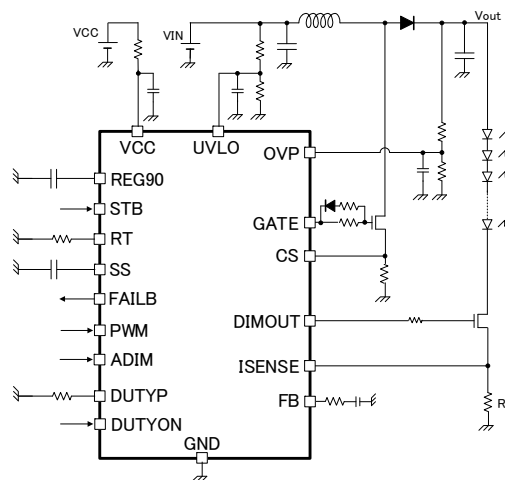 VCC
VIN
Vout
VCC
UVLO
OVP
REG90
STB
GATE
RT
CS
SS
FAILB
DIMOUT
PWM
ADIM
ISENSE
DUTYP
FB
DUTYON
GND
R